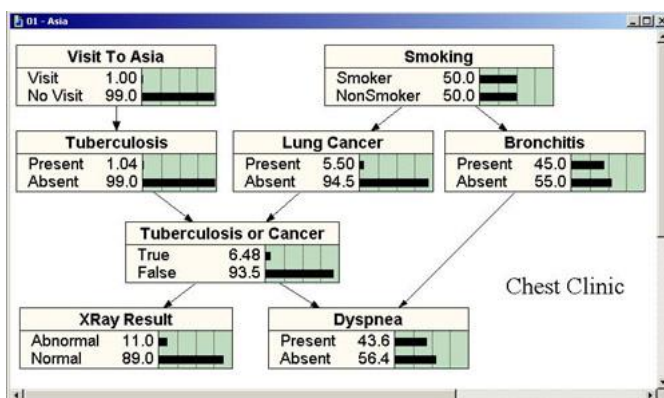 01 - Asia
Visit To Asia
Visit 1.00
No Visit 99.0
Smoking
Smoker 50.0
NonSmoker 50.0
Tuberculosis
Present 1.04
Absent 99.0
Lung Cancer
Present 5.50
Absent 94.5
Bronchitis
Present 45.0
Absent 55.0
Tuberculosis or Cancer
True 6.48
False 93.5
Chest Clinic
XRay Result
Abnormal 11.0
Normal 89.0
Dyspnea
Present 43.6
Absent 56.4